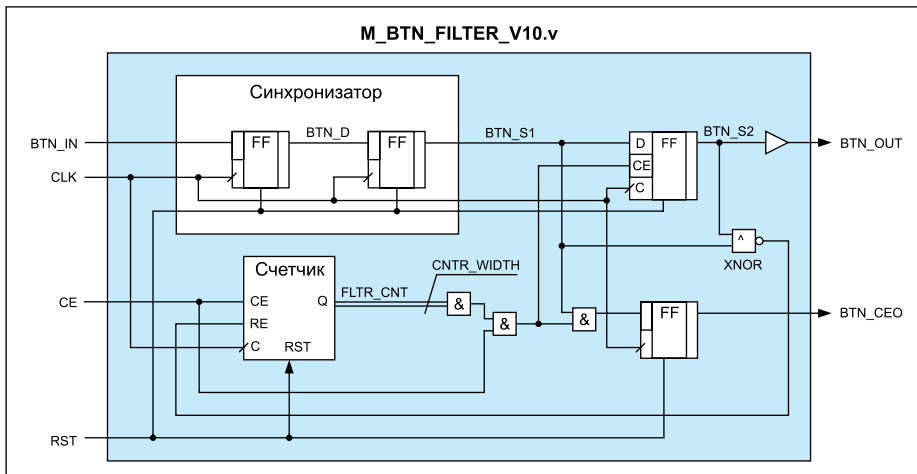 M_BTN_FILTER_V10.v
Синхронизатор
BTN_IN
FF
BTN_D
FF
BTN_S1
D
FF
CE
C
BTN_S2
BTN_OUT
CLK
^
XNOR
Счетчик
CNTR_WIDTH
CE
CE
Q
FLTR_CNT
RE
C
RST
&
&
&
FF
BTN_CEO
RST